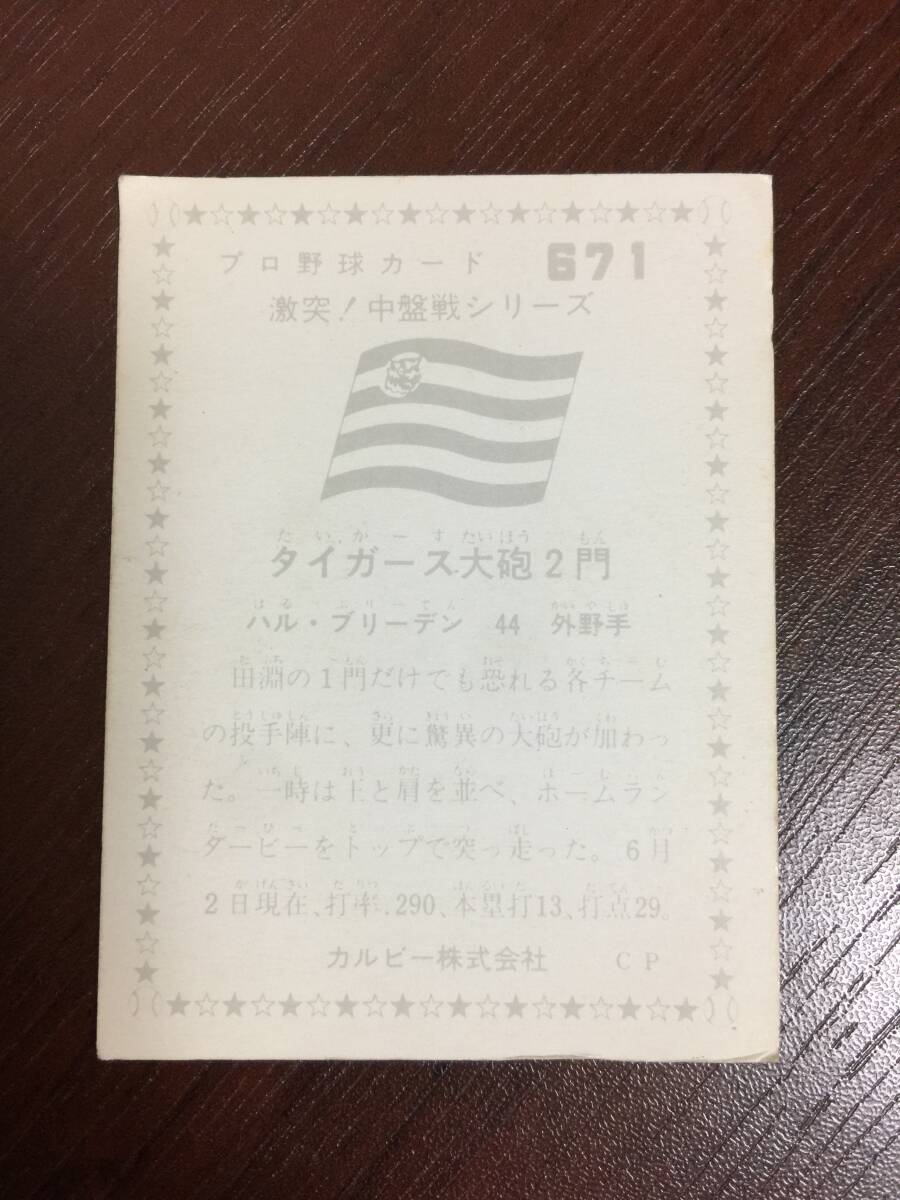 プロ野球カード 671
激突!中盤戦シリーズ
タイガース大砲2門
ハル・ブリーデン 44 外野手
田淵の1門だけでも恐れる各チーム
の投手陣に、更に驚異の大砲が加わっ
た。一時は王と肩を並べ、ホームラン
ダービーをトップで突っ走った。6月
2日現在、打率.290、本塁打13、打点29。
カルビー株式会社 CP